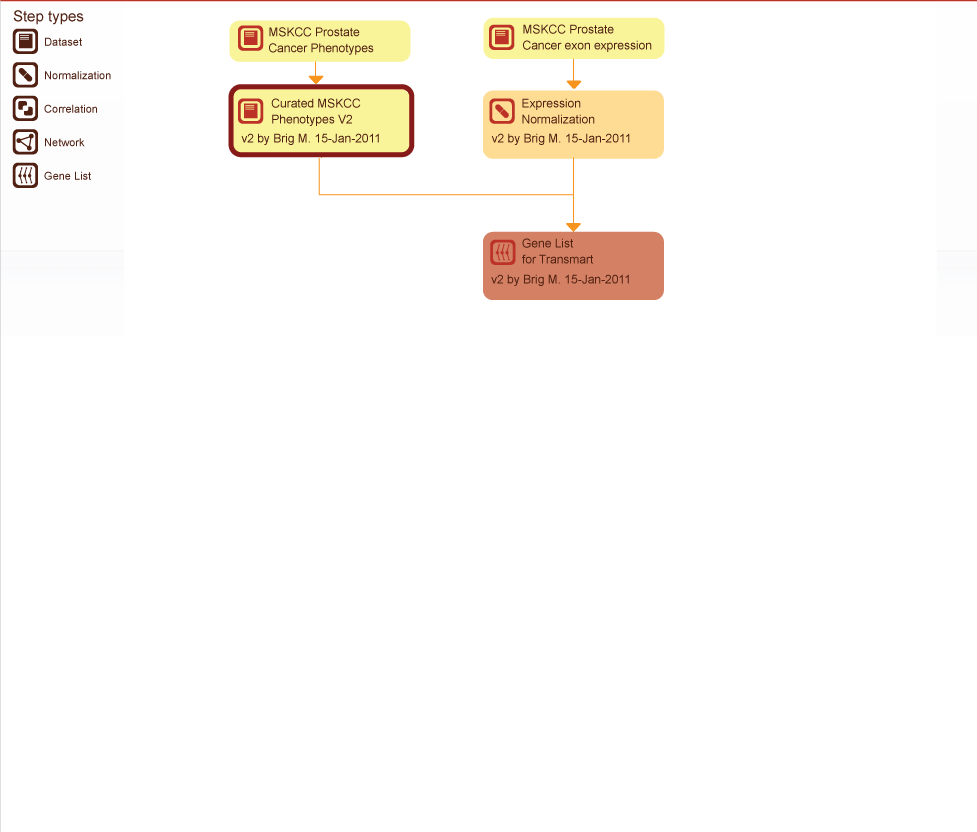 Step types
Dataset
Normalization
Correlation
Network
Gene List
MSKCC Prostate
Cancer Phenotypes
MSKCC Prostate
Cancer exon expression
Curated MSKCC
Phenotypes V2
v2 by Brig M. 15-Jan-2011
Expression
Normalization
v2 by Brig M. 15-Jan-2011
Gene List
for Transmart
v2 by Brig M. 15-Jan-2011